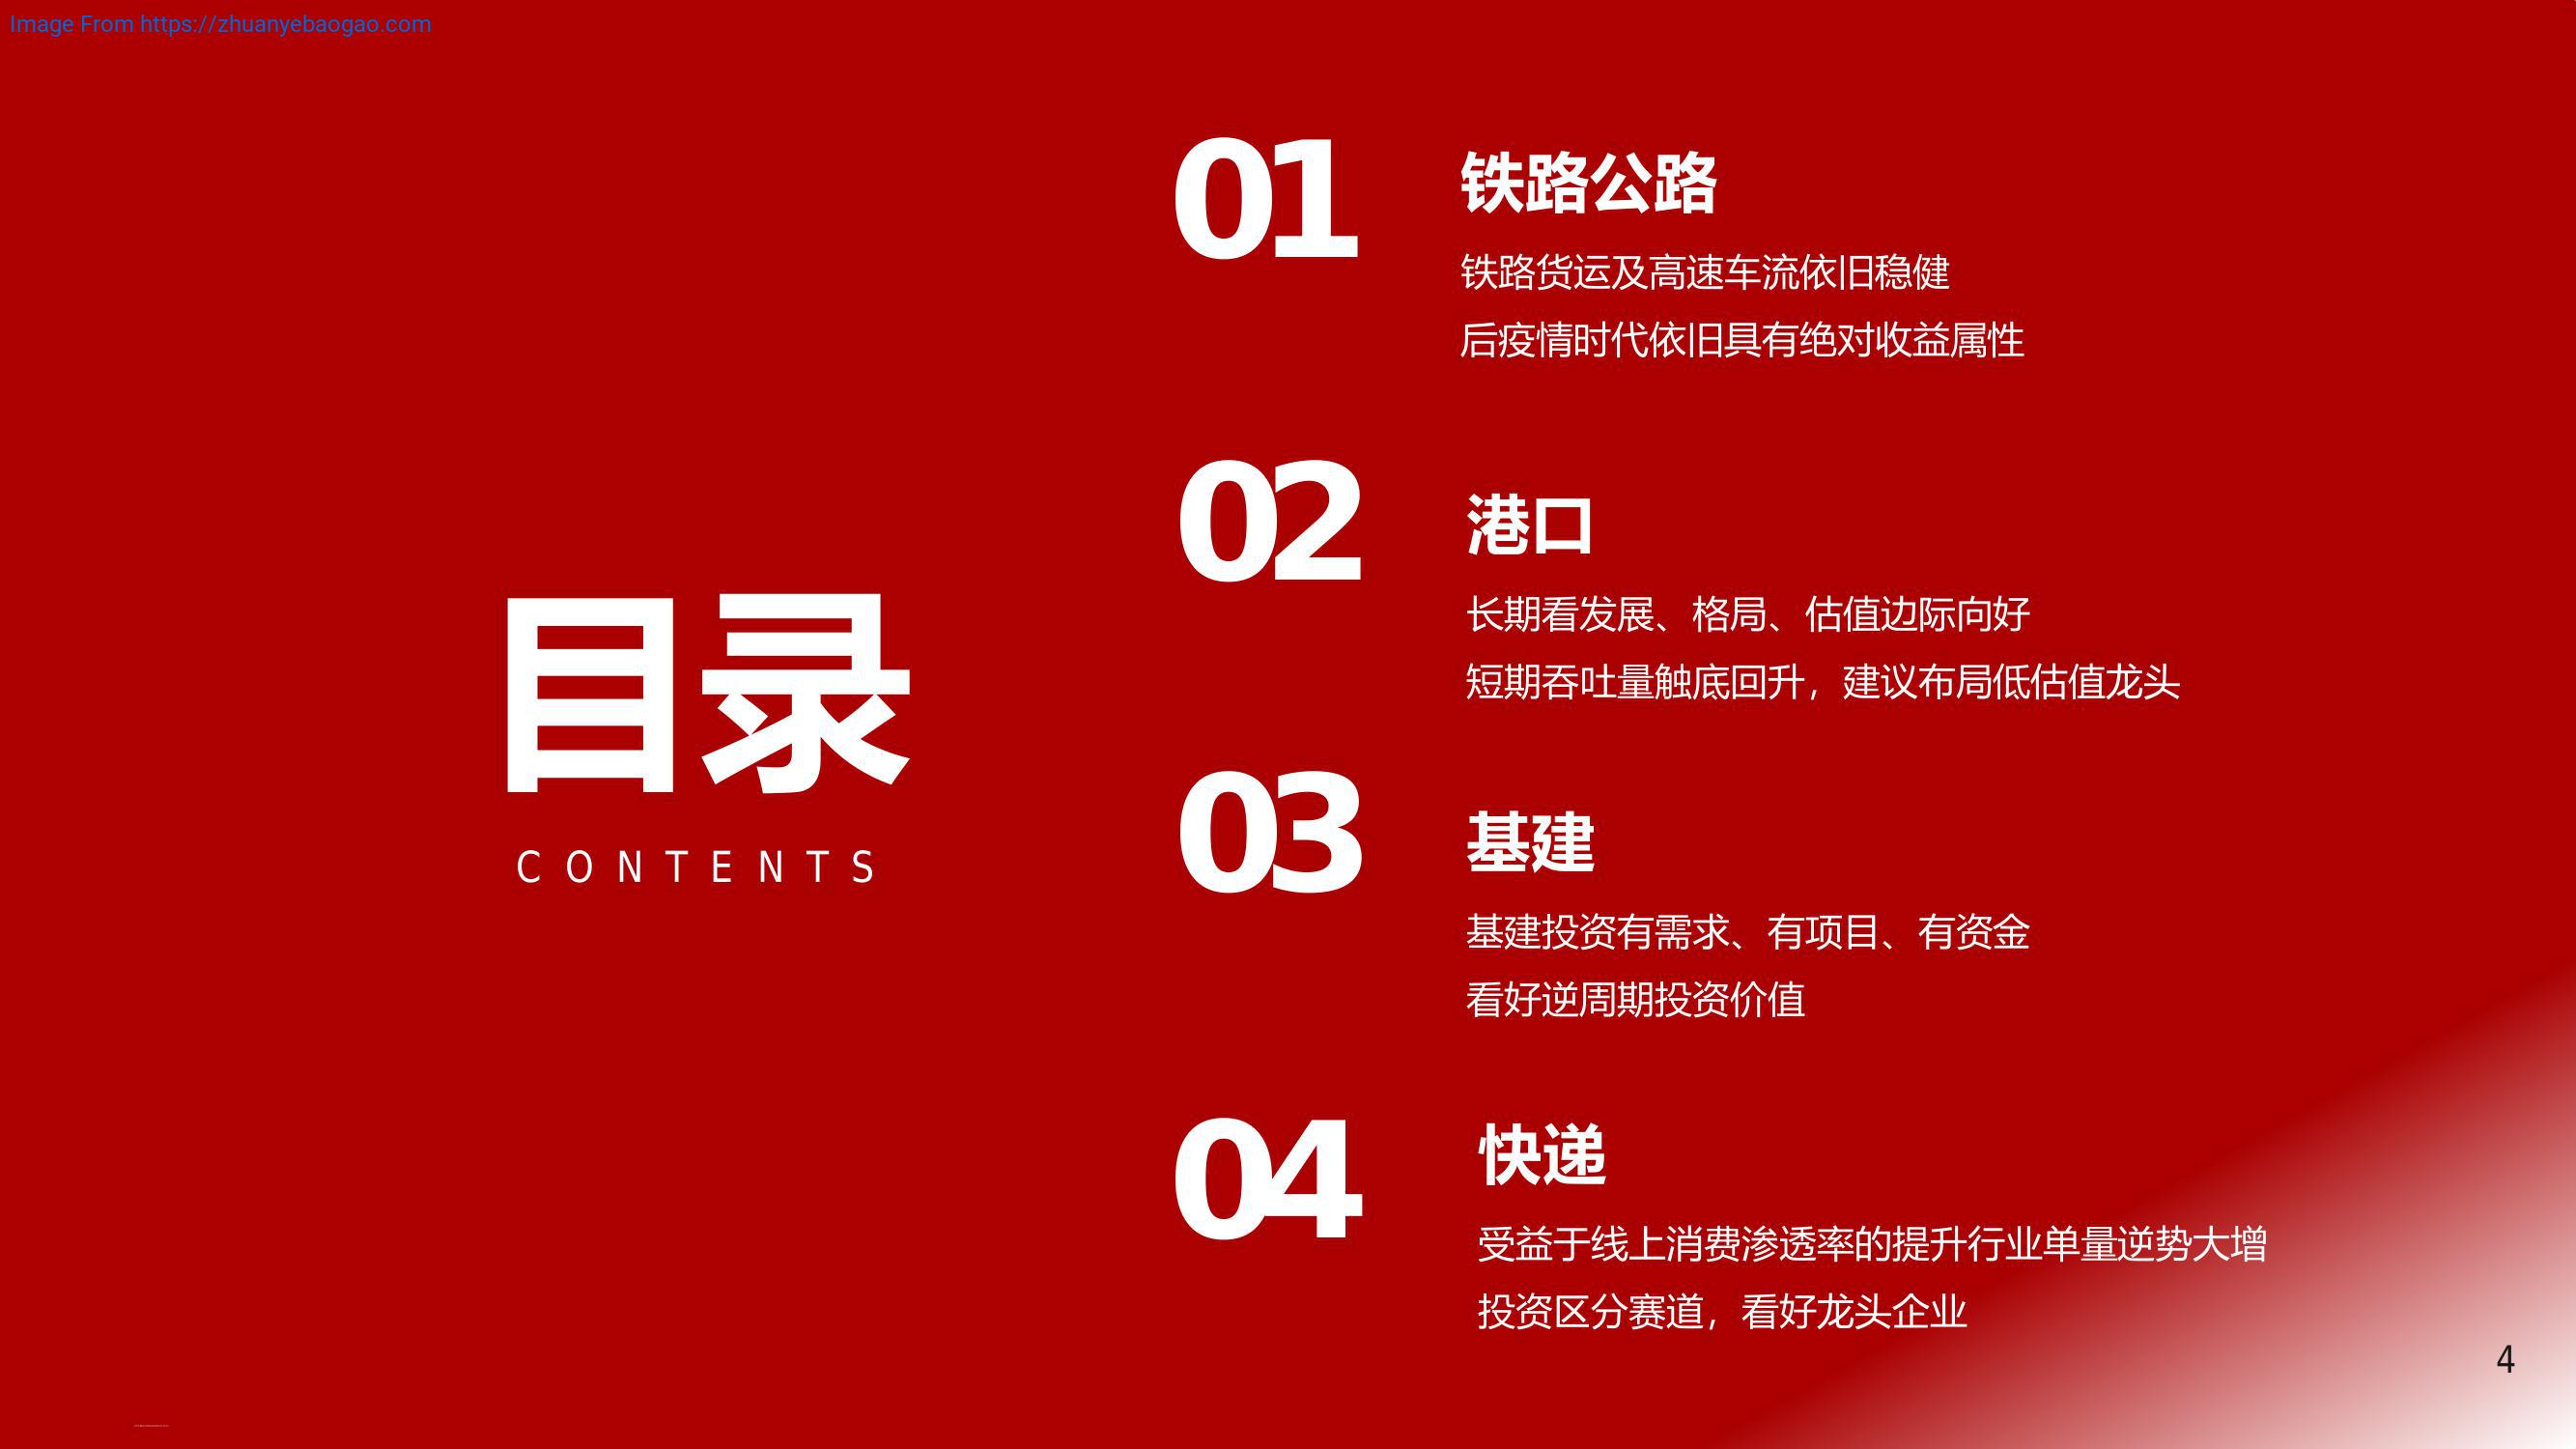 Image From https://zhuanyebaogao.com
目录
CONTENTS
01
铁路公路
铁路货运及高速车流依旧稳健
后疫情时代依旧具有绝对收益属性
02
港口
长期看发展、格局、估值边际向好
短期吞吐量触底回升，建议布局低估值龙头
03
基建
基建投资有需求、有项目、有资金
看好逆周期投资价值
04
快递
受益于线上消费渗透率的提升行业单量逆势大增
投资区分赛道，看好龙头企业
4